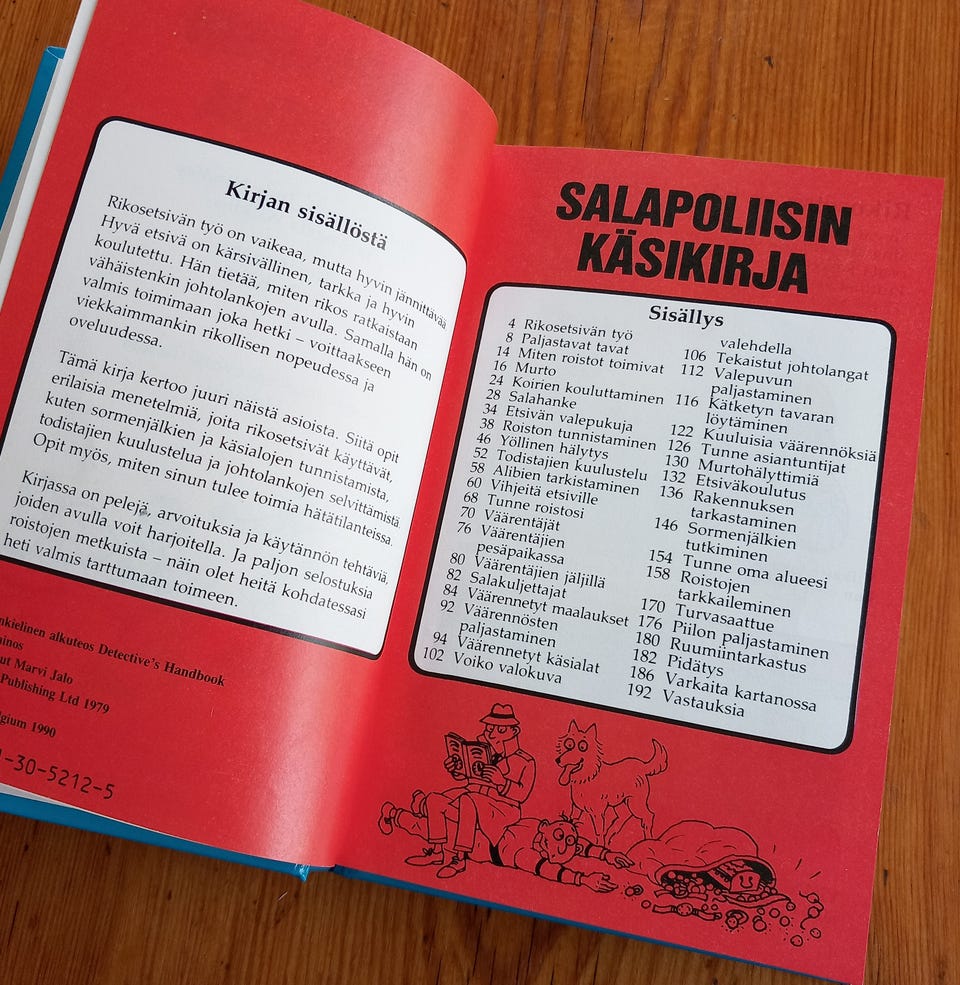 Kirjan sisällöstä
Rikosetsivän työ on vaikeaa, mutta hyvin jännittävää
Hyvä etsivä on kärsivällinen, tarkka ja hyvin
koulutettu. Hän tietää, miten rikos ratkaistaan
vähäistenkin johtolankojen avulla. Samalla hän on
valmis toimimaan joka hetki – voittaakseen
viekkaimmankin rikollisen nopeudessa ja
oveluudessa.
Tämä kirja kertoo juuri näistä asioista. Siitä opit
erilaisia menetelmiä, joita rikosetsivät käyttävät,
kuten sormenjälkien ja käsialojen tunnistamista,
todistajien kuulustelua ja johtolankojen selvittämistä
Opit myös, miten sinun tulee toimia hätätilanteissa.
Kirjassa on pelejä, arvoituksia ja käytännön tehtäviä,
joiden avulla voit harjoitella. Ja paljon selostuksia
roistojen metkuista – näin olet heitä kohdatessasi
heti valmis tarttumaan toimeen.
nkielinen alkuteos Detective's Handbook
ainos
ut Marvi Jalo
Publishing Ltd 1979
lgium 1990
-30-5212-5
SALAPOLIISIN
KÄSIKIRJA
Sisällys
4 Rikosetsivän työ
8 Paljastavat tavat
14 Miten roistot toimivat
16 Murto
24 Koirien kouluttaminen
28 Salahanke
34 Etsivän valepukuja
38 Roiston tunnistaminen
46 Yöllinen hälytys
52 Todistajien kuulustelu
58 Alibien tarkistaminen
60 Vihjeitä etsiville
68 Tunne roistosi
70 Väärentäjät
76 Väärentäjien
pesäpaikassa
80 Väärentäjien jäljillä
82 Salakuljettajat
84 Väärennetyt maalaukset
92 Väärennösten
paljastaminen
94 Väärennetyt käsialat
102 Voiko valokuva
valehdella
106 Tekaistut johtolangat
112 Valepuvun
paljastaminen
116 Kätketyn tavaran
löytäminen
122 Kuuluisia väärennöksiä
126 Tunne asiantuntijat
130 Murtohälyttimiä
132 Etsiväkoulutus
136 Rakennuksen
tarkastaminen
146 Sormenjälkien
tutkiminen
154 Tunne oma alueesi
158 Roistojen
tarkkaileminen
170 Turvasaattue
176 Piilon paljastaminen
180 Ruumiintarkastus
182 Pidätys
186 Varkaita kartanossa
192 Vastauksia